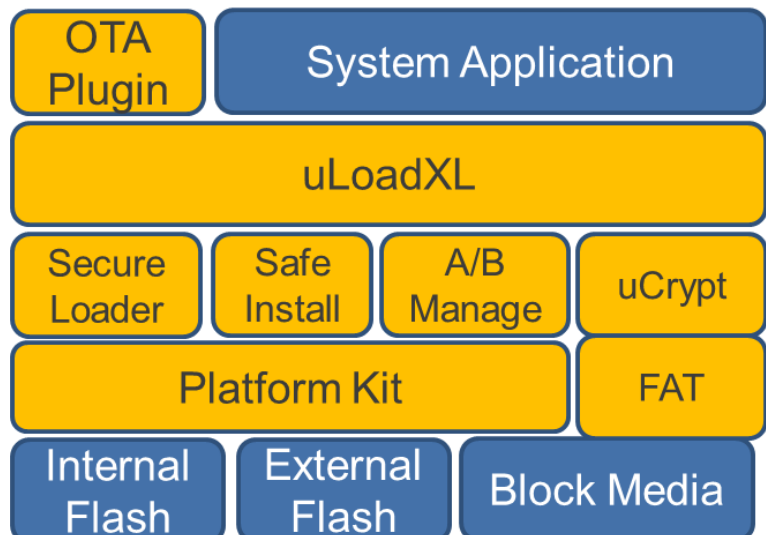 OTA
Plugin
System Application
uLoadXL
Secure
Loader
Safe
Install
A/B
Manage
uCrypt
Platform Kit
FAT
Internal
Flash
External
Flash
Block Media